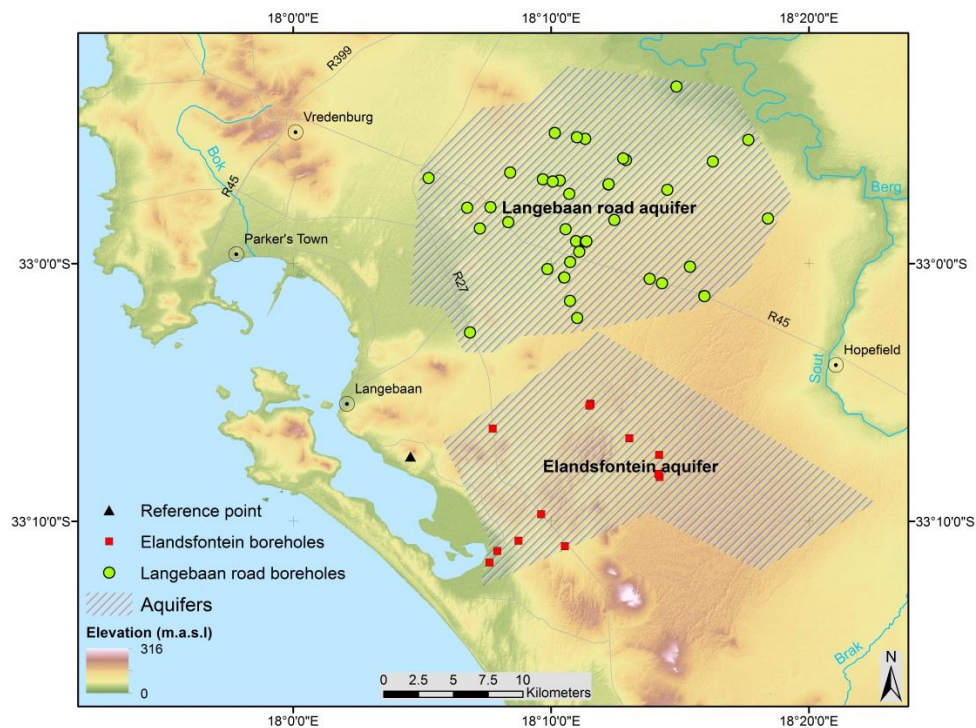 18°0'0"E 18°10'0"E 18°20'0"E
R399
Vredenburg
Bok
R45
Langebaan road aquifer
Berg
Parker's Town
33°0'0"S 33°0'0"S
R27
R45
Hopefield
Sout
Langebaan
Elandsfontein aquifer
Reference point
33°10'0"S 33°10'0"S
Elandsfontein boreholes
Langebaan road boreholes
Aquifers
Elevation (m.a.s.l)
316
0
Brak
N
0 2.5 5 7.5 10
Kilometers
18°0'0"E 18°10'0"E 18°20'0"E